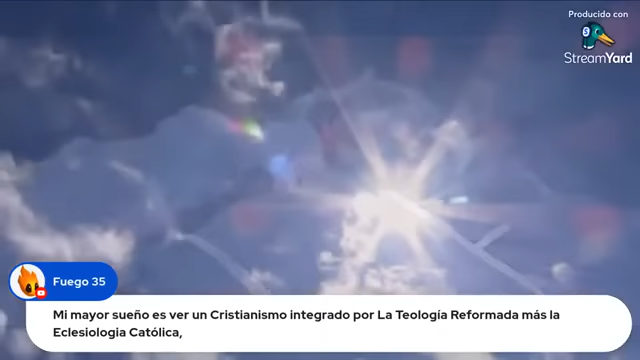 Producido con
StreamYard
Fuego 35
Mi mayor sueño es ver un Cristianismo integrado por La Teología Reformada más la
Eclesiologia Católica,